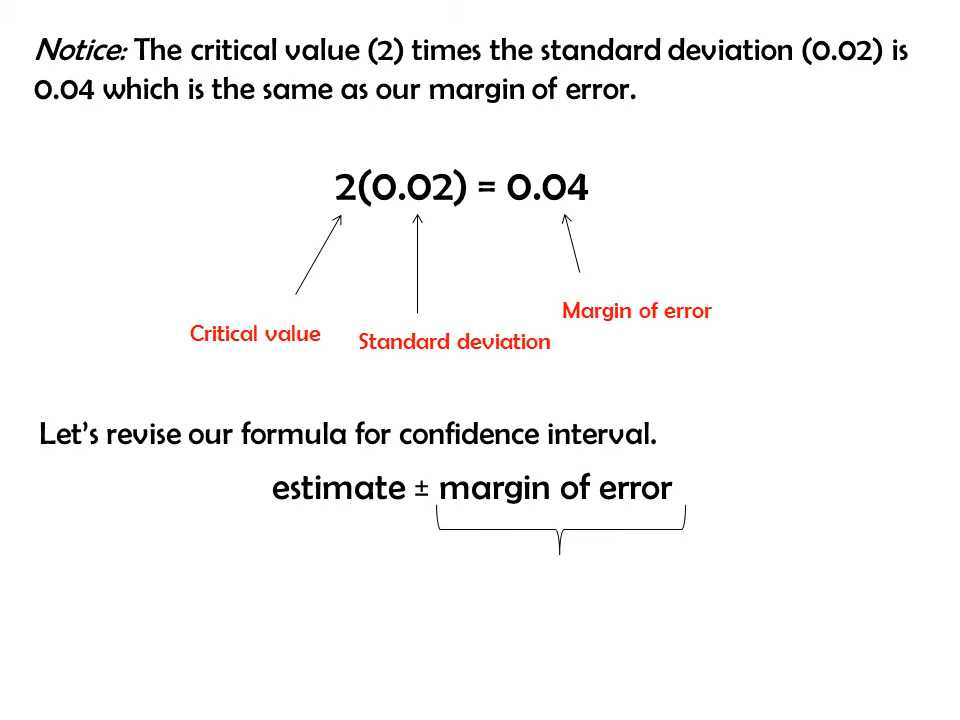 Notice: The critical value (2) times the standard deviation (0.02) is
0.04 which is the same as our margin of error.
2(0.02) = 0.04
Critical value
Standard deviation
Margin of error
Let’s revise our formula for confidence interval.
estimate ± margin of error